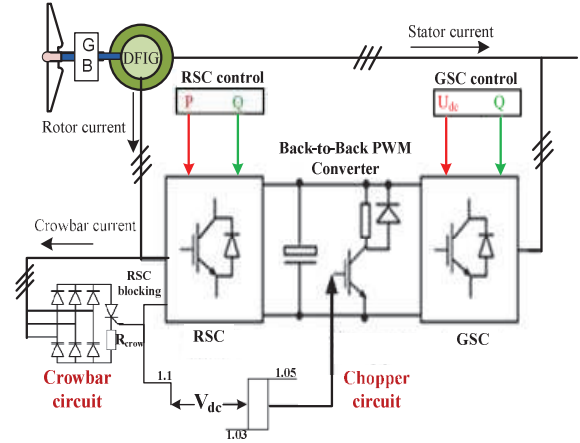 G
B
DFIG
Stator current
RSC control
P Q
GSC control
Udc Q
Rotor current
Back-to-Back PWM
Converter
Crowbar current
RSC
blocking
Rcrow
RSC
GSC
Crowbar
circuit
1.1
Vdc
1.05
1.03
Chopper
circuit